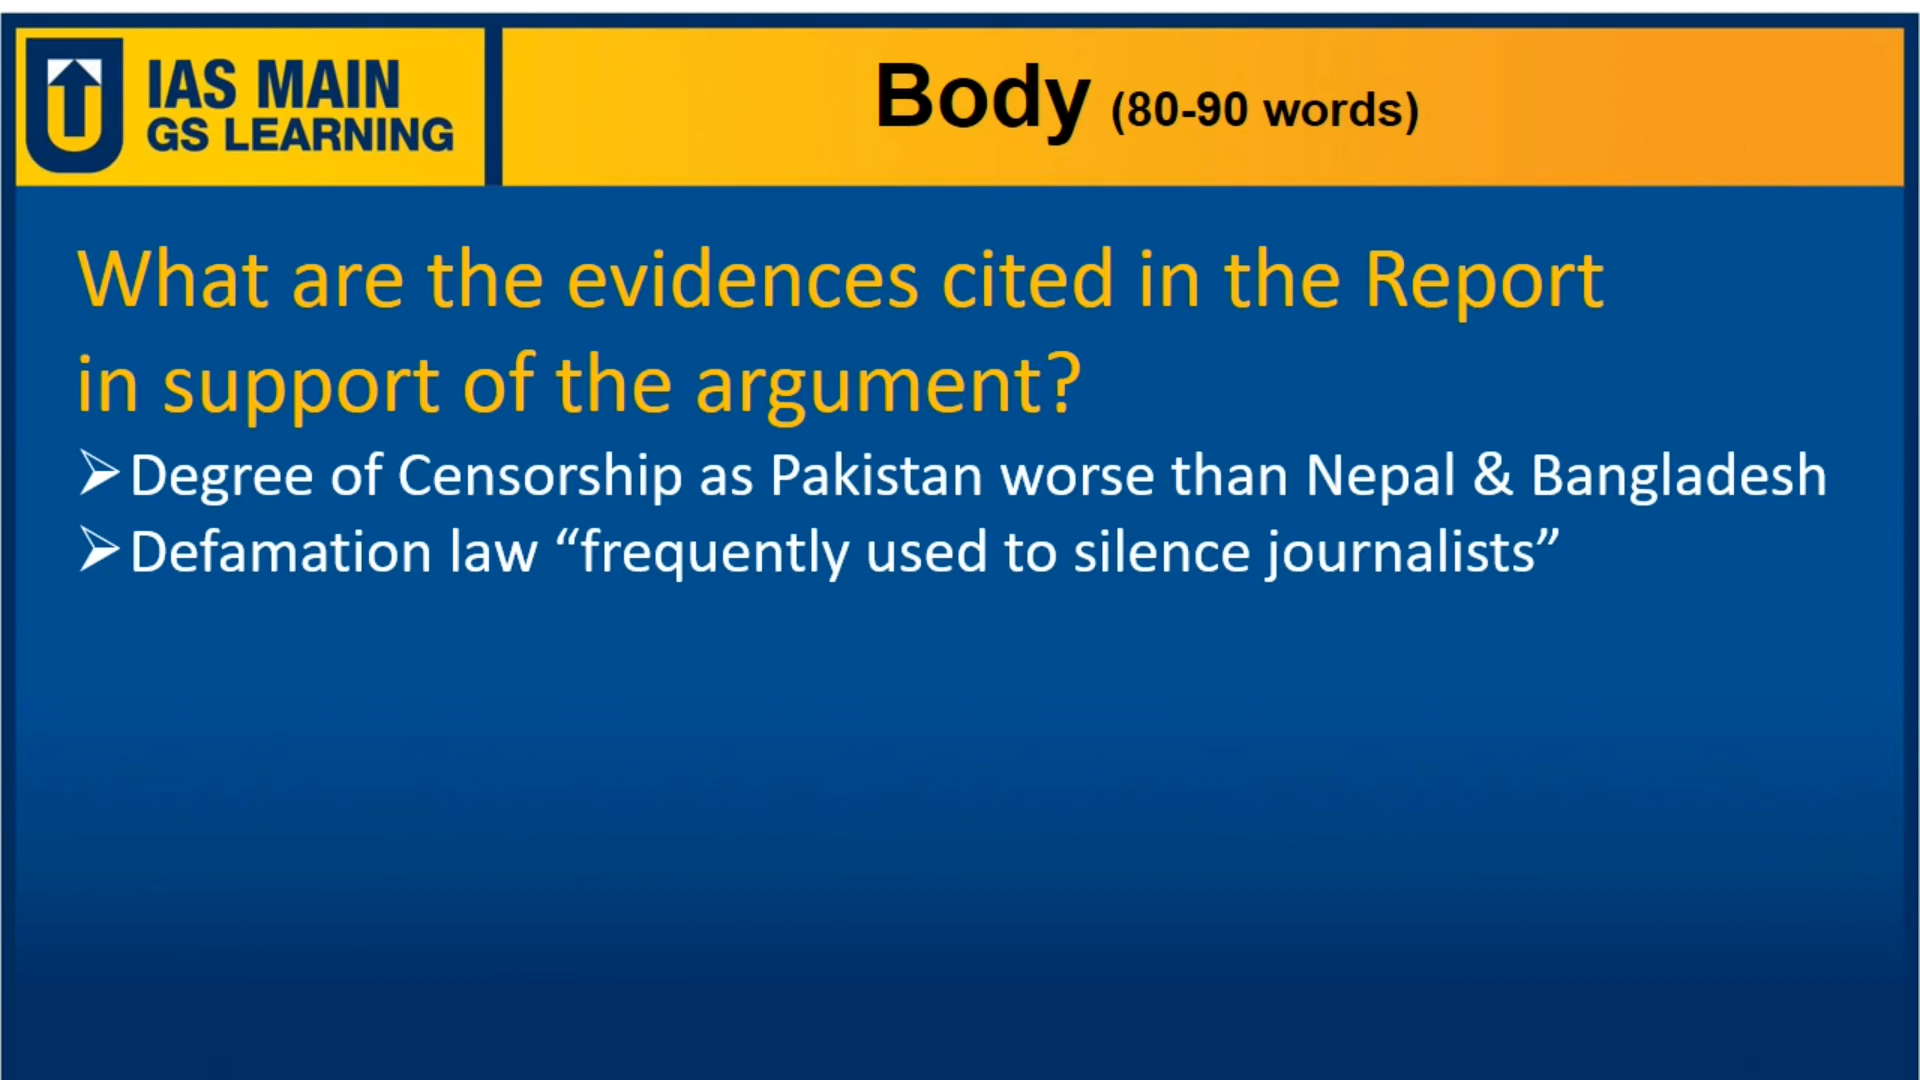 IAS MAIN
GS LEARNING
Body (80-90 words)
What are the evidences cited in the Report
in support of the argument?
➢Degree of Censorship as Pakistan worse than Nepal & Bangladesh
➢Defamation law “frequently used to silence journalists”